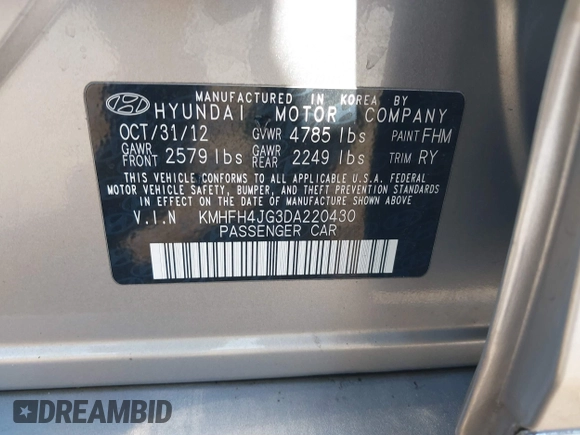 MANUFACTURED IN KOREA BY
HYUNDAI MOTOR COMPANY
OCT/31/12 GVWR 4785 lbs PAINT FHM
GAWR FRONT 2579 lbs GAWR REAR 2249 lbs TRIM RY
THIS VEHICLE CONFORMS TO ALL APPLICABLE U.S.A. FEDERAL
MOTOR VEHICLE SAFETY, BUMPER, AND THEFT PREVENTION STANDARDS
IN EFFECT ON THE DATE OF MANUFACTURE SHOWN ABOVE.
V.I.N KMHFH4JG3DA220430
PASSENGER CAR
DREAMBID